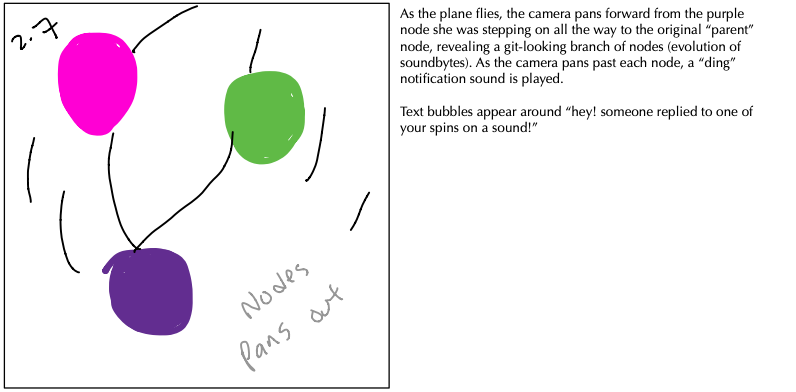 2.7
Nodes
Pans out
As the plane flies, the camera pans forward from the purple
node she was stepping on all the way to the original “parent”
node, revealing a git-looking branch of nodes (evolution of
soundbytes). As the camera pans past each node, a “ding”
notification sound is played.
Text bubbles appear around “hey! someone replied to one of
your spins on a sound!”